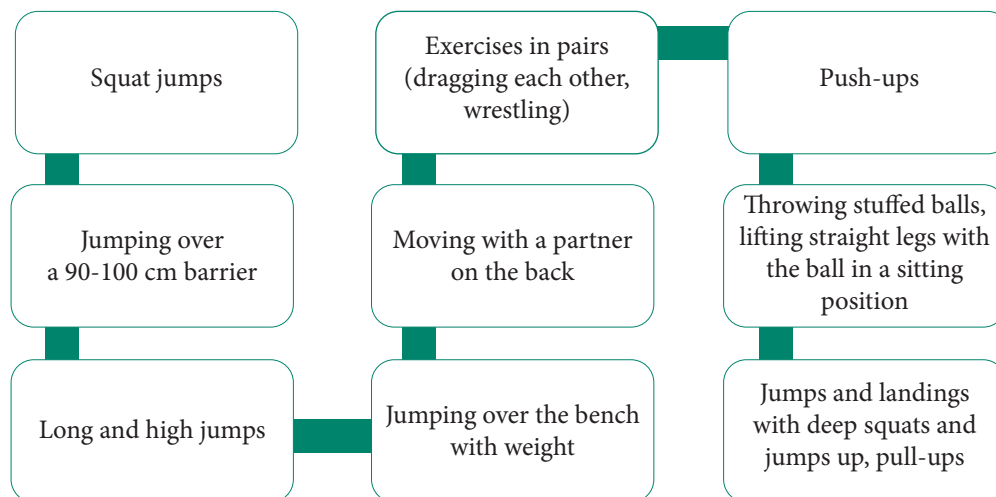 Squat jumps
Jumping over
a 90-100 cm barrier
Long and high jumps
Jumping over the bench
with weight
Moving with a partner
on the back
Exercises in pairs
(dragging each other,
wrestling)
Push-ups
Throwing stuffed balls,
lifting straight legs with
the ball in a sitting
position
Jumps and landings
with deep squats and
jumps up, pull-ups